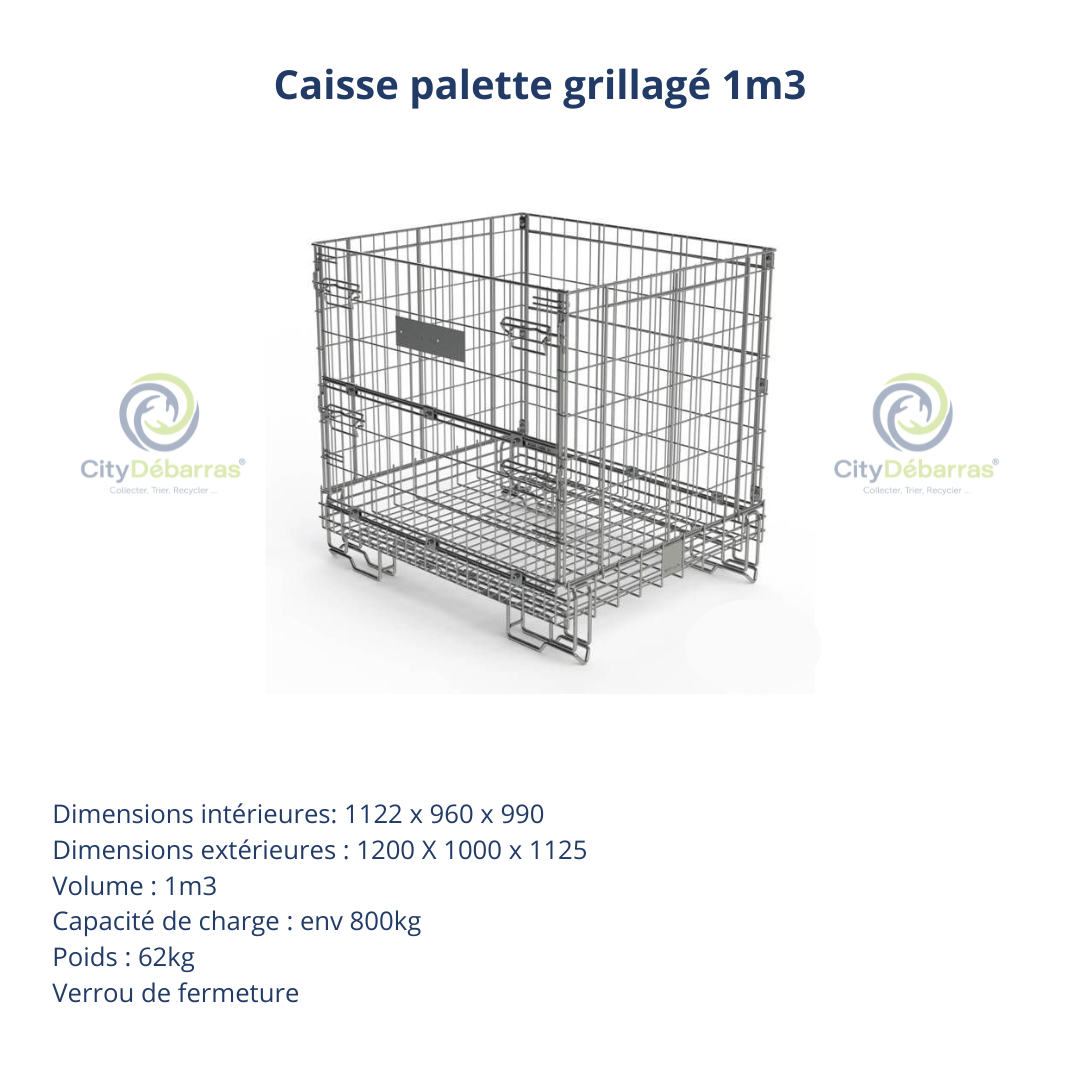 Caisse palette grillagé 1m3
CityDébarras®
Collecter, Trier, Recycler ...
CityDébarras®
Collecter, Trier, Recycler ...
Dimensions intérieures: 1122 x 960 x 990
Dimensions extérieures : 1200 X 1000 x 1125
Volume : 1m3
Capacité de charge : env 800kg
Poids : 62kg
Verrou de fermeture